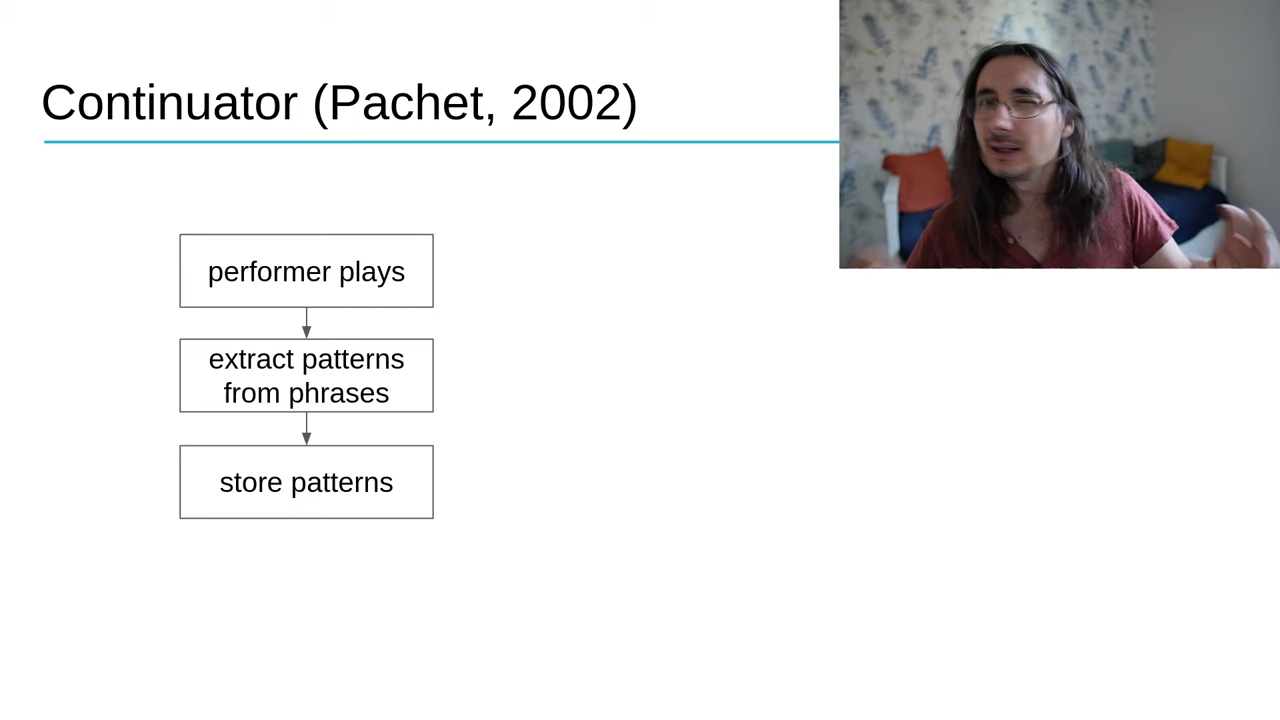 Continuator (Pachet, 2002)
performer plays
extract patterns
from phrases
store patterns